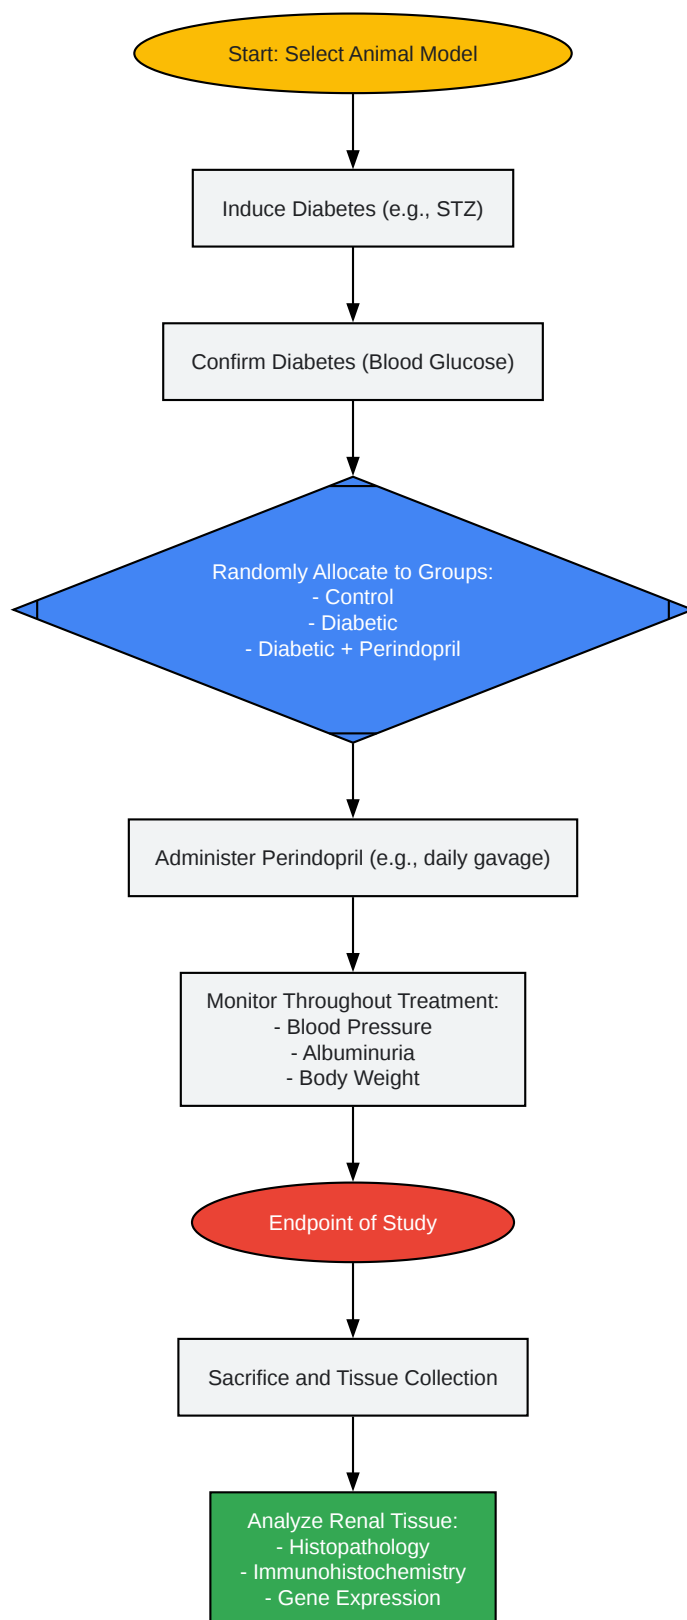 Start: Select Animal Model
Induce Diabetes (e.g., STZ)
Confirm Diabetes (Blood Glucose)
Randomly Allocate to Groups:
- Control
- Diabetic
- Diabetic + Perindopril
Administer Perindopril (e.g., daily gavage)
Monitor Throughout Treatment:
- Blood Pressure
- Albuminuria
- Body Weight
Endpoint of Study
Sacrifice and Tissue Collection
Analyze Renal Tissue:
- Histopathology
- Immunohistochemistry
- Gene Expression